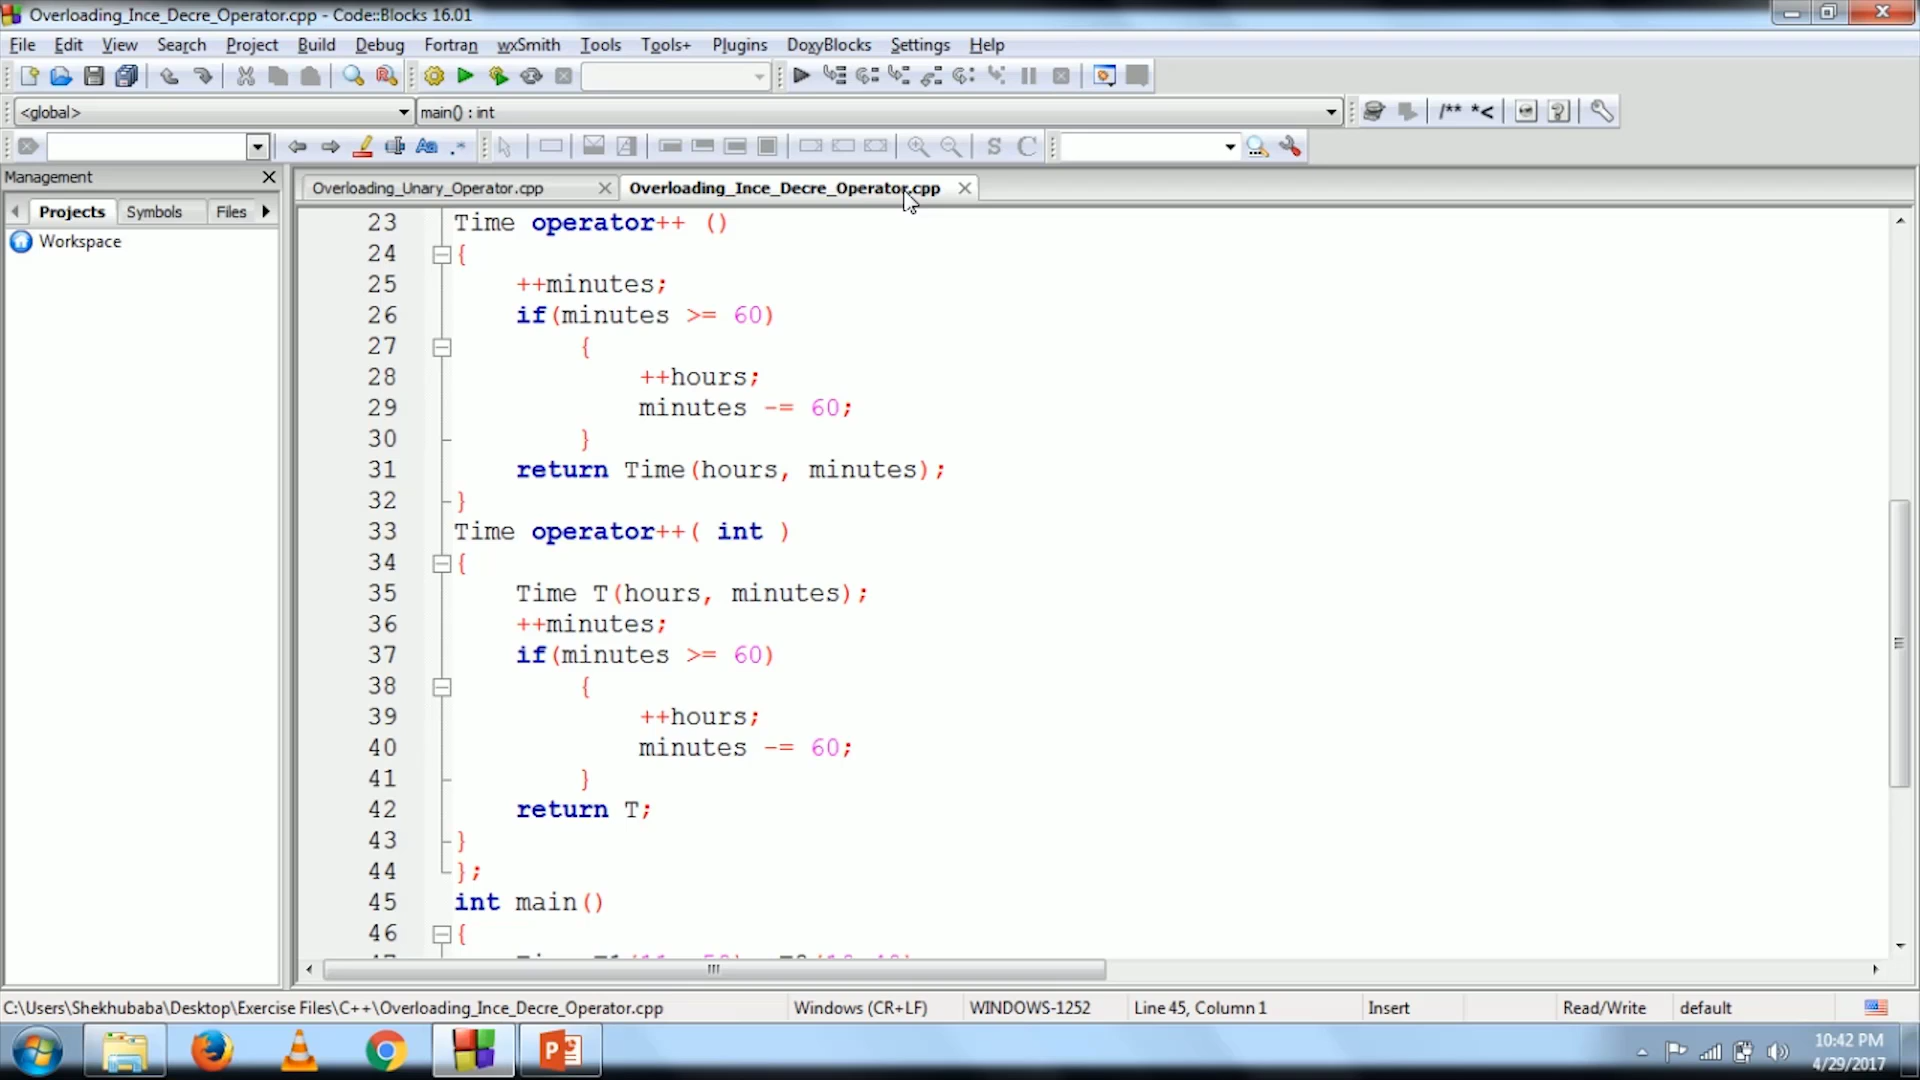 Overloading_Ince_Decre_Operator.cpp - Code::Blocks 16.01
File Edit View Search Project Build Debug Fortran wxSmith Tools Tools+ Plugins DoxyBlocks Settings Help
<global> main() : int /** *<
S C
Management
Overloading_Unary_Operator.cpp Overloading_Ince_Decre_Operator.cpp
Projects Symbols Files
Workspace
23 Time operator++ ()
24 {
25 ++minutes;
26 if(minutes >= 60)
27 {
28 ++hours;
29 minutes -= 60;
30 }
31 return Time(hours, minutes);
32 }
33 Time operator++( int )
34 {
35 Time T(hours, minutes);
36 ++minutes;
37 if(minutes >= 60)
38 {
39 ++hours;
40 minutes -= 60;
41 }
42 return T;
43 }
44 };
45 int main()
46 {
C:\Users\Shekhubaba\Desktop\Exercise Files\C++\Overloading_Ince_Decre_Operator.cpp Windows (CR+LF) WINDOWS-1252 Line 45, Column 1 Insert Read/Write default
10:42 PM
4/29/2017